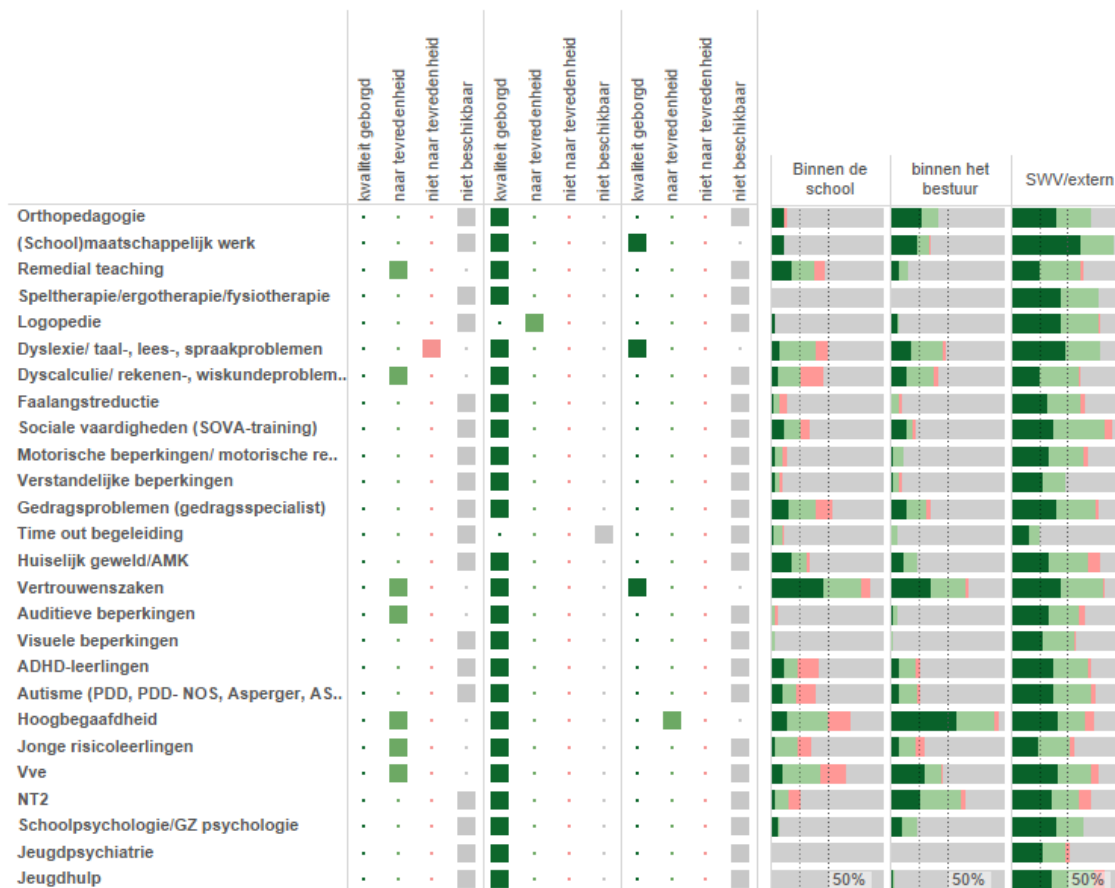 kwaliteit geborgd
naar tevredenheid
niet naar tevredenheid
niet beschikbaar
kwaliteit geborgd
naar tevredenheid
niet naar tevredenheid
niet beschikbaar
kwaliteit geborgd
naar tevredenheid
niet naar tevredenheid
niet beschikbaar
Binnen de
school
binnen het
bestuur
SWV/extern
Orthopedagogie
(School)maatschappelijk werk
Remedial teaching
Speltherapie/ergotherapie/fysiotherapie
Logopedie
Dyslexie/ taal-, lees-, spraakproblemen
Dyscalculie/ rekenen-, wiskundeproblem..
Faalangstreductie
Sociale vaardigheden (SOVA-training)
Motorische beperkingen/ motorische re..
Verstandelijke beperkingen
Gedragsproblemen (gedragsspecialist)
Time out begeleiding
Huiselijk geweld/AMK
Vertrouwenszaken
Auditieve beperkingen
Visuele beperkingen
ADHD-leerlingen
Autisme (PDD, PDD- NOS, Asperger, AS..
Hoogbegaafdheid
Jonge risicoleerlingen
Vve
NT2
Schoolpsychologie/GZ psychologie
Jeugdpsychiatrie
Jeugdhulp
50%
50%
50%